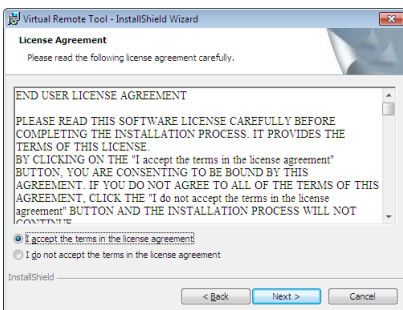 Virtual Remote Tool - InstallShield Wizard
License Agreement
Please read the following license agreement carefully.
END USER LICENSE AGREEMENT
PLEASE READ THIS SOFTWARE LICENSE CAREFULLY BEFORE
COMPLETING THE INSTALLATION PROCESS. IT PROVIDES THE
TERMS OF THIS LICENSE.
BY CLICKING ON THE "I accept the terms in the license agreement"
BUTTON, YOU ARE CONSENTING TO BE BOUND BY THIS
AGREEMENT. IF YOU DO NOT AGREE TO ALL OF THE TERMS OF THIS
AGREEMENT, CLICK THE "I do not accept the terms in the license
agreement" BUTTON AND THE INSTALLATION PROCESS WILL NOT
CONTINUE
I accept the terms in the license agreement
I do not accept the terms in the license agreement
InstallShield
< Back Next > Cancel